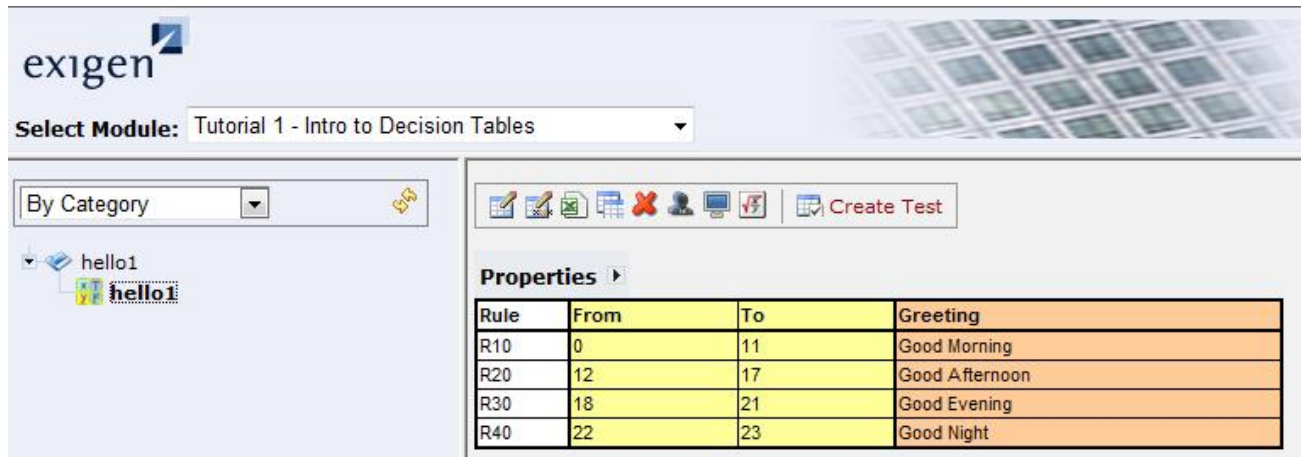 exigen
Select Module: Tutorial 1 - Intro to Decision Tables
By Category
Create Test
hello1
hello1
Properties
Rule From To Greeting
R10 0 11 Good Morning
R20 12 17 Good Afternoon
R30 18 21 Good Evening
R40 22 23 Good Night